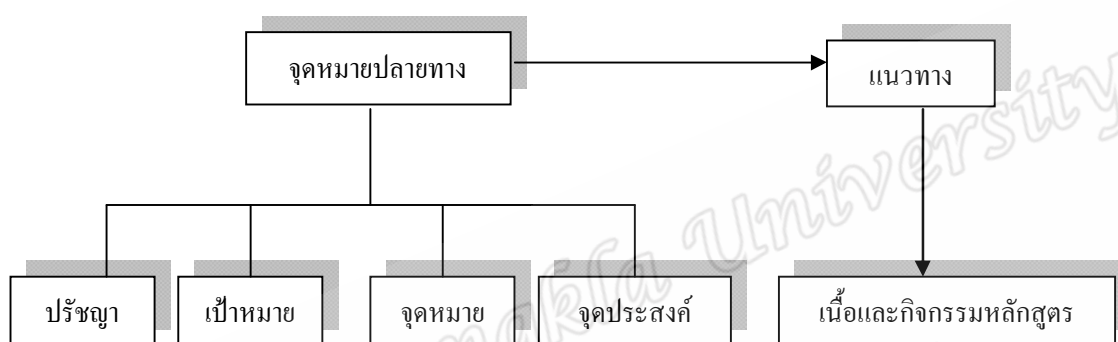 จุดหมายปลายทาง
แนวทาง
ปรัชญา
เป้าหมาย
จุดหมาย
จุดประสงค์
เนื้อและกิจกรรมหลักสูตร
University